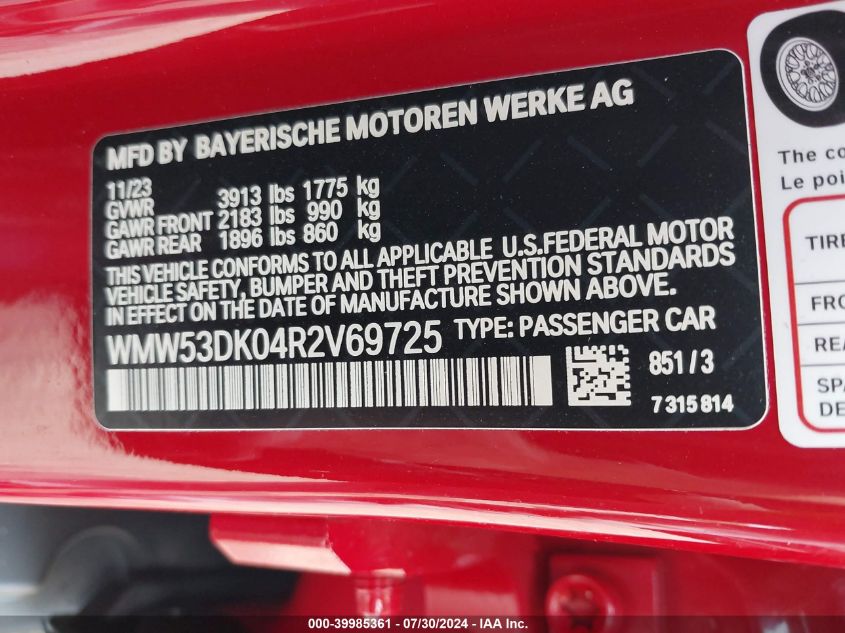 MFD BY BAYERISCHE MOTOREN WERKE AG
11/23
GVWR 3913 lbs 1775 kg
GAWR FRONT 2183 lbs 990 kg
GAWR REAR 1896 lbs 860 kg
THIS VEHICLE CONFORMS TO ALL APPLICABLE U.S.FEDERAL MOTOR
VEHICLE SAFETY, BUMPER AND THEFT PREVENTION STANDARDS
IN EFFECT ON THE DATE OF MANUFACTURE SHOWN ABOVE.
WMW53DK04R2V69725 TYPE: PASSENGER CAR
851/3
7315814
The co
Le poi
TIRE
FRO
REA
SPA
DE
000-39985361 - 07/30/2024 - IAA Inc.